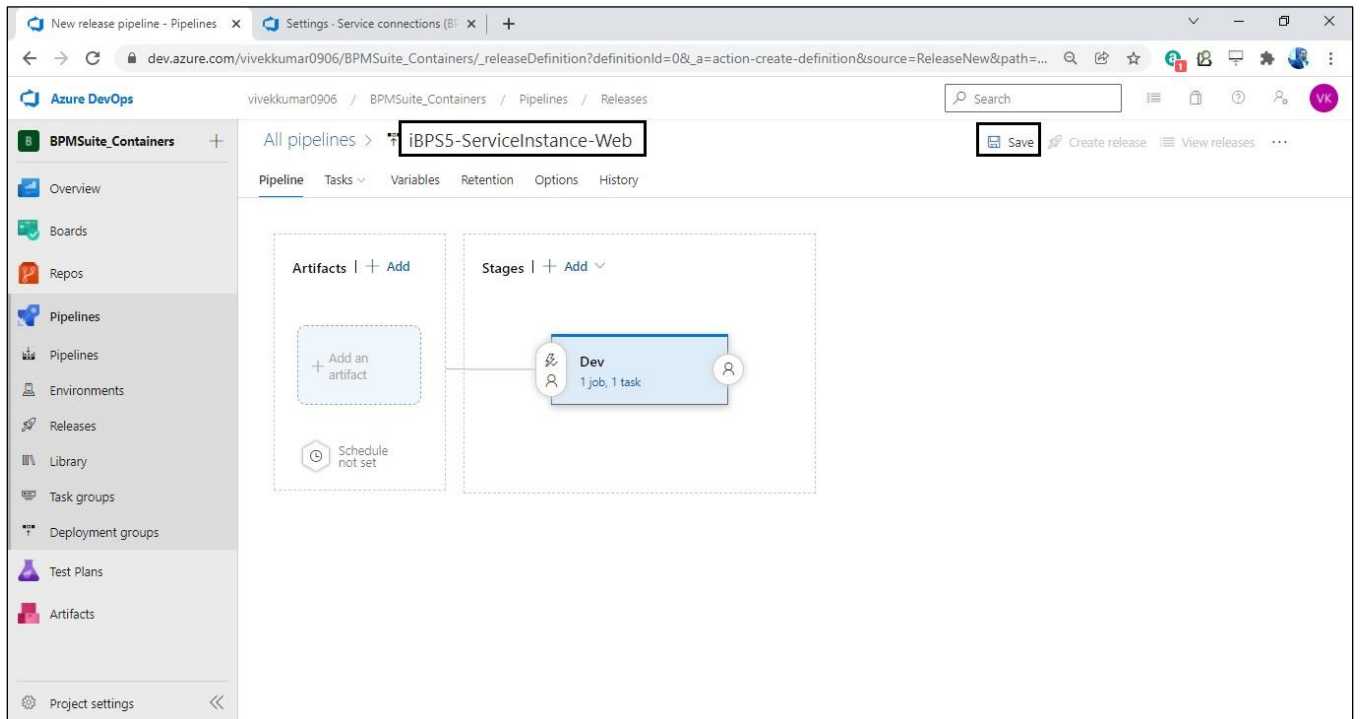 New release pipeline - Pipelines
Settings · Service connections (BP
dev.azure.com/vivekkumar0906/BPMSuite_Containers/_releaseDefinition?definitionId=0&_a=action-create-definition&source=ReleaseNew&path=...
Azure DevOps
vivekkumar0906 / BPMSuite_Containers / Pipelines / Releases
Search
VK
B BPMSuite_Containers
All pipelines > iBPS5-ServiceInstance-Web
Save Create release View releases ...
Pipeline Tasks Variables Retention Options History
Overview
Boards
Repos
Pipelines
Pipelines
Environments
Releases
Library
Task groups
Deployment groups
Test Plans
Artifacts
Project settings
Artifacts | + Add
Stages | + Add
+ Add an
artifact
Schedule
not set
Dev
1 job, 1 task